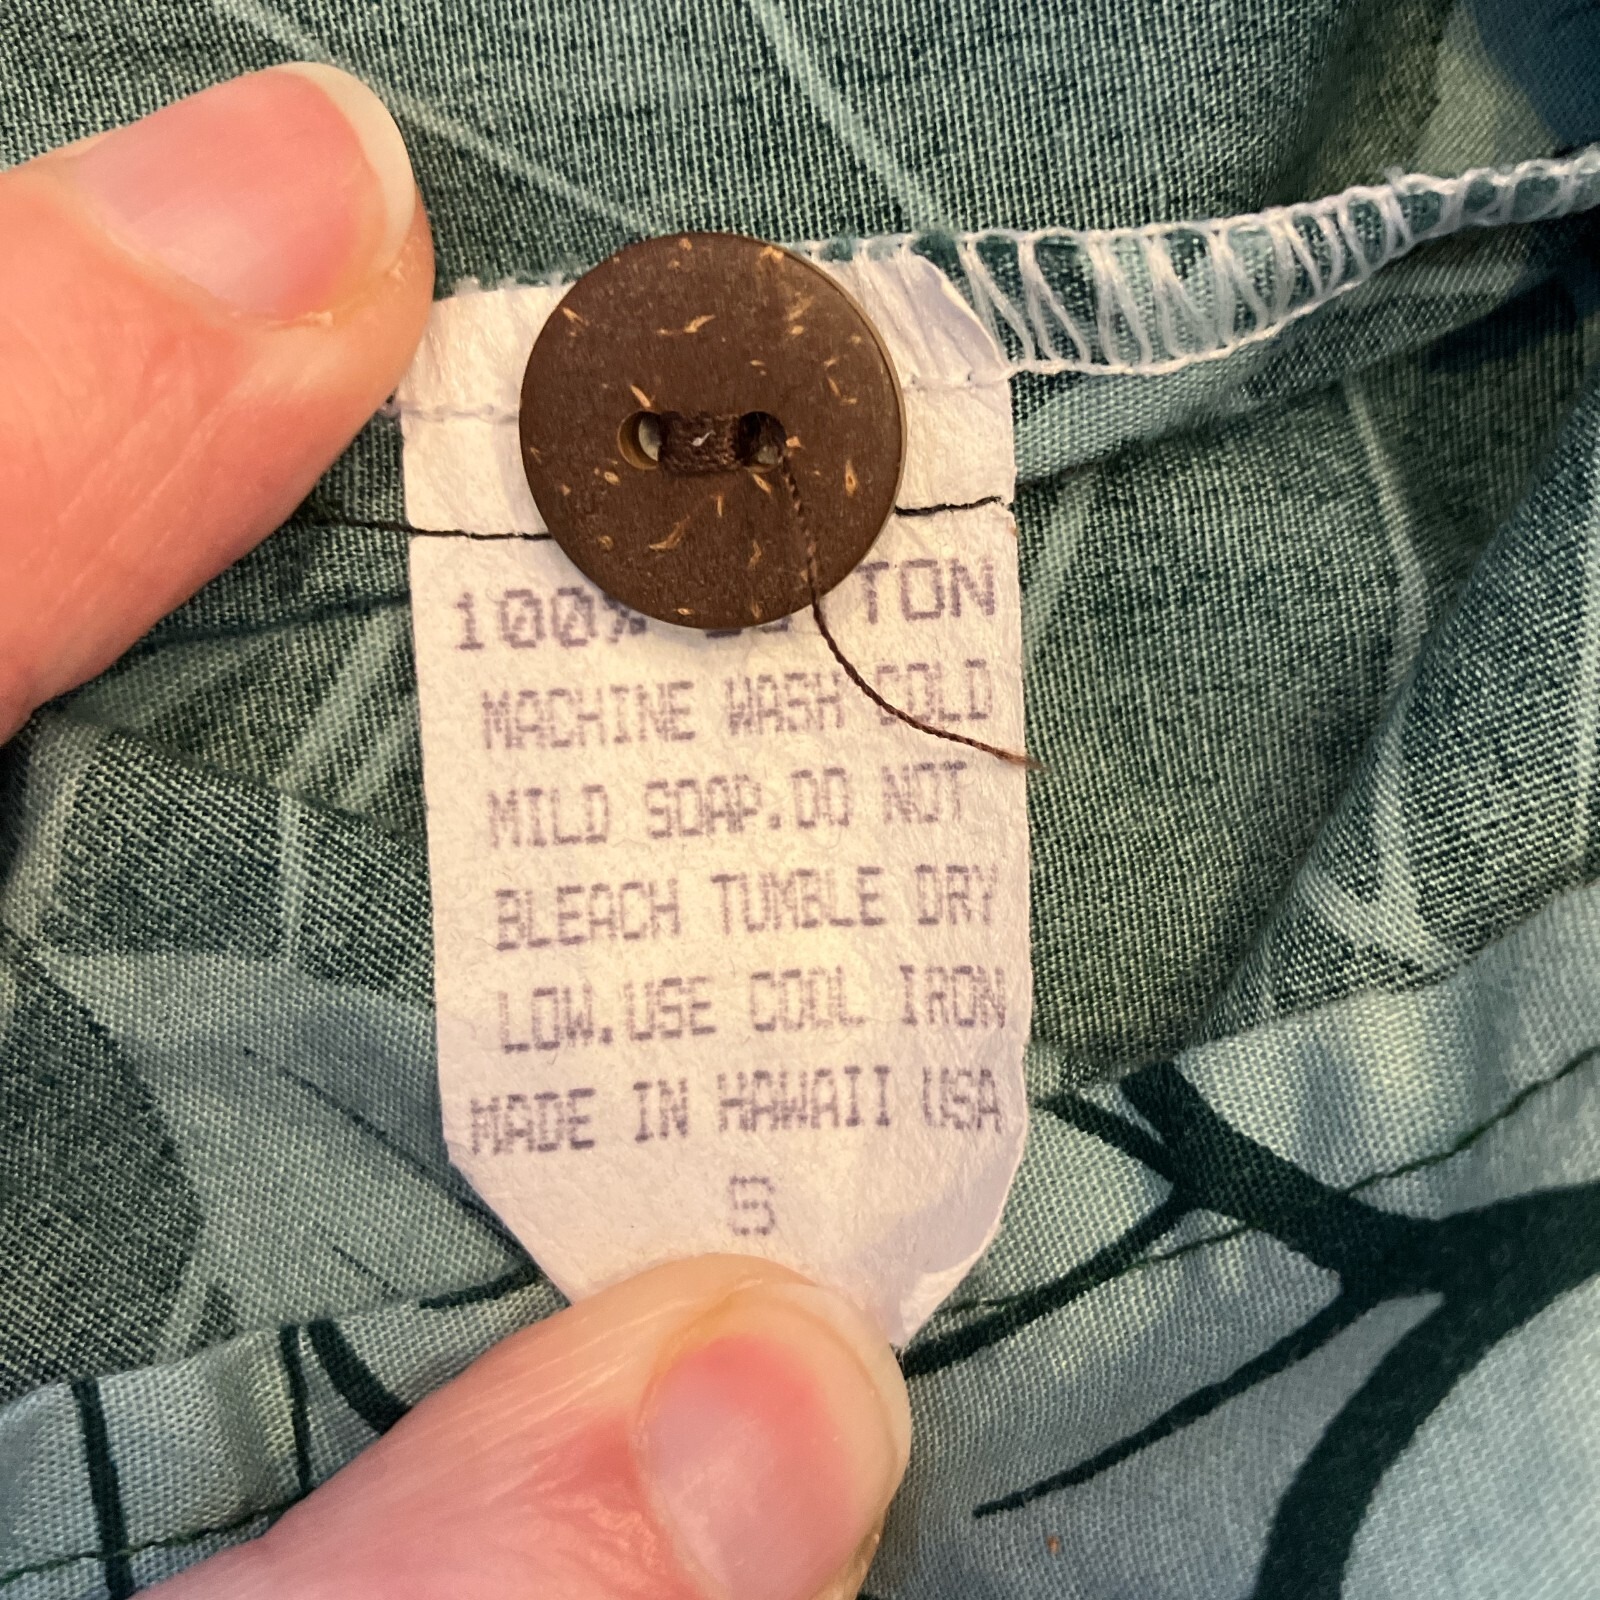 100% TON
MACHINE WASH COLD
MILD SOAP.DO NOT
BLEACH TUMBLE DRY
LOW.USE COOL IRON
MADE IN HAWAII USA
S